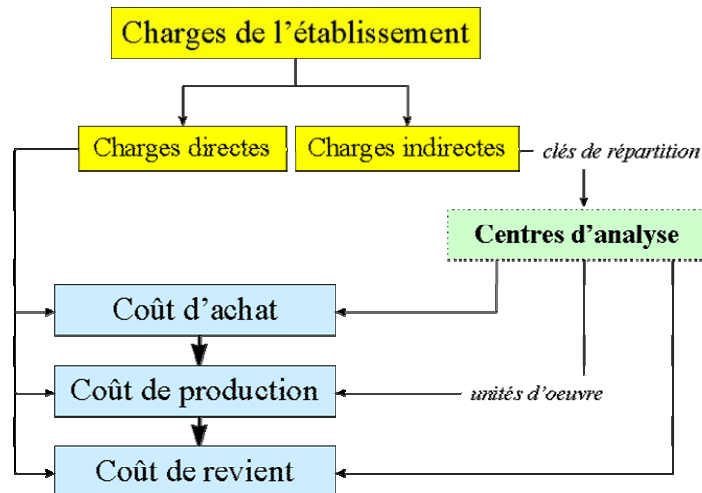 Charges de l'établissement
Charges directes
Charges indirectes
clés de répartition
Centres d'analyse
Coût d'achat
Coût de production
unités d'oeuvre
Coût de revient